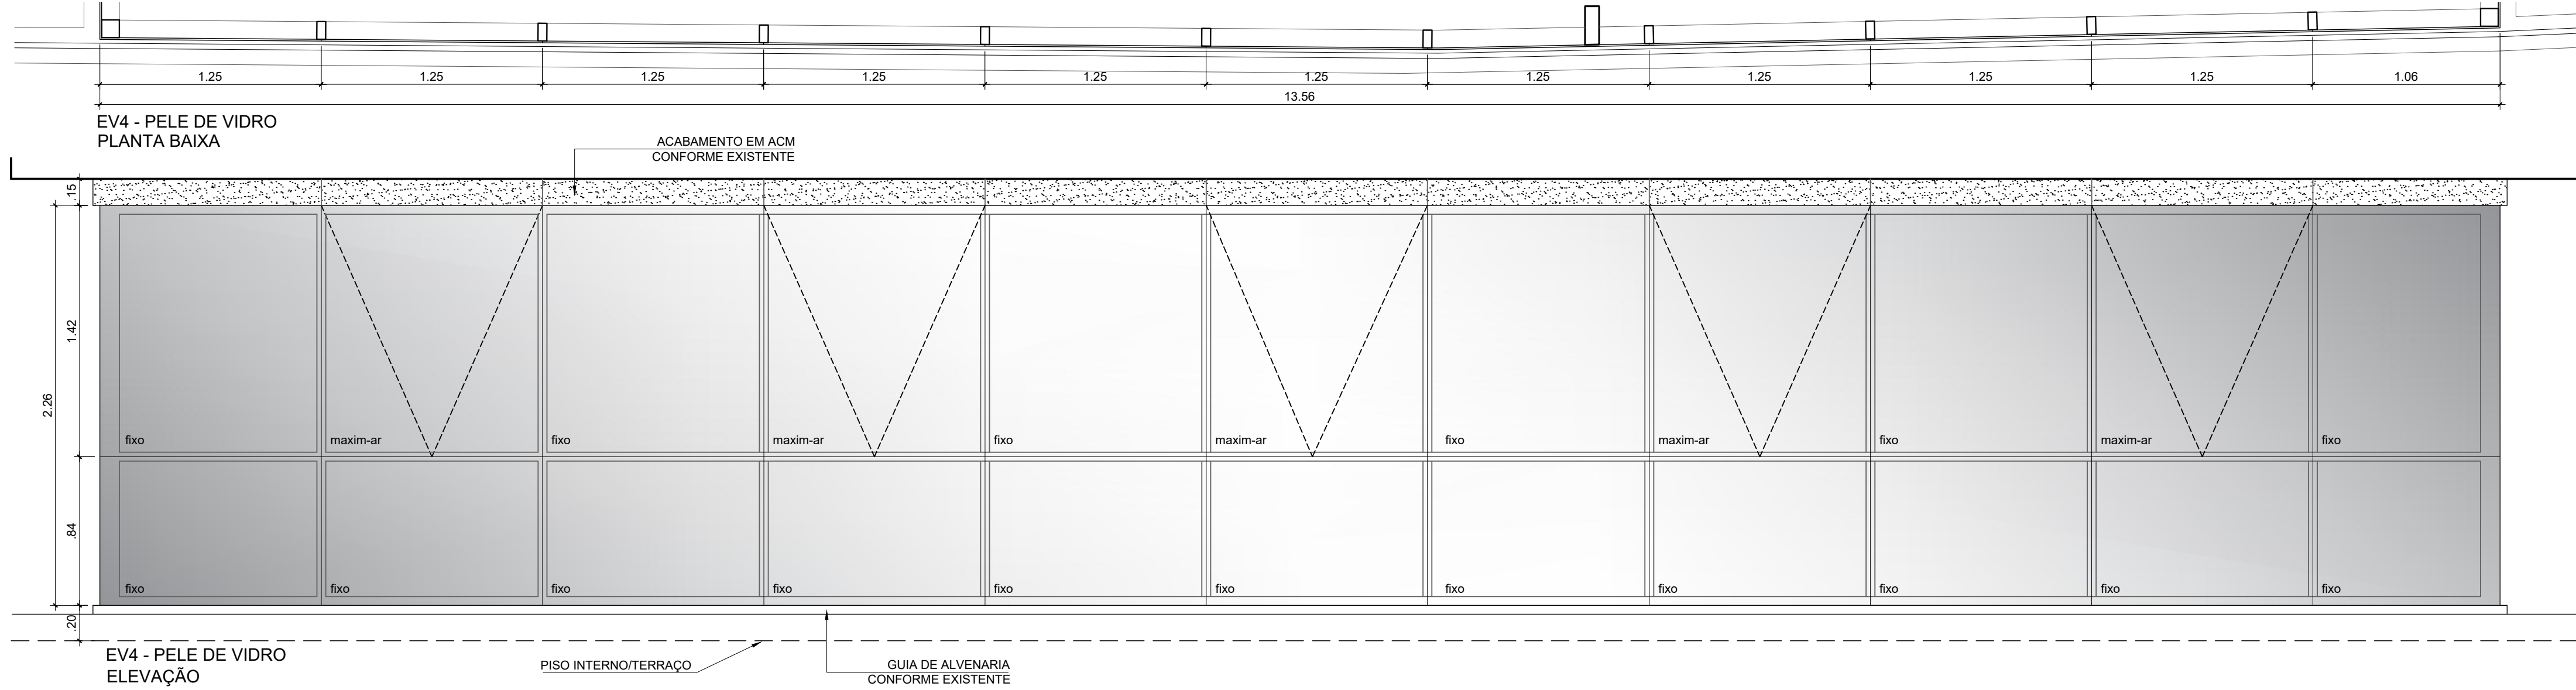 1.25 1.25 1.25 1.25 1.25 1.25 1.25 1.25 1.25 1.25 1.06
13.56
EV4 - PELE DE VIDRO
PLANTA BAIXA
ACABAMENTO EM ACM
CONFORME EXISTENTE
.15
1.42
2.26
.84
.20
fixo maxim-ar fixo maxim-ar fixo maxim-ar fixo maxim-ar fixo maxim-ar fixo
fixo fixo fixo fixo fixo fixo fixo fixo fixo fixo fixo
EV4 - PELE DE VIDRO
ELEVAÇÃO
PISO INTERNO/TERRAÇO
GUIA DE ALVENARIA
CONFORME EXISTENTE